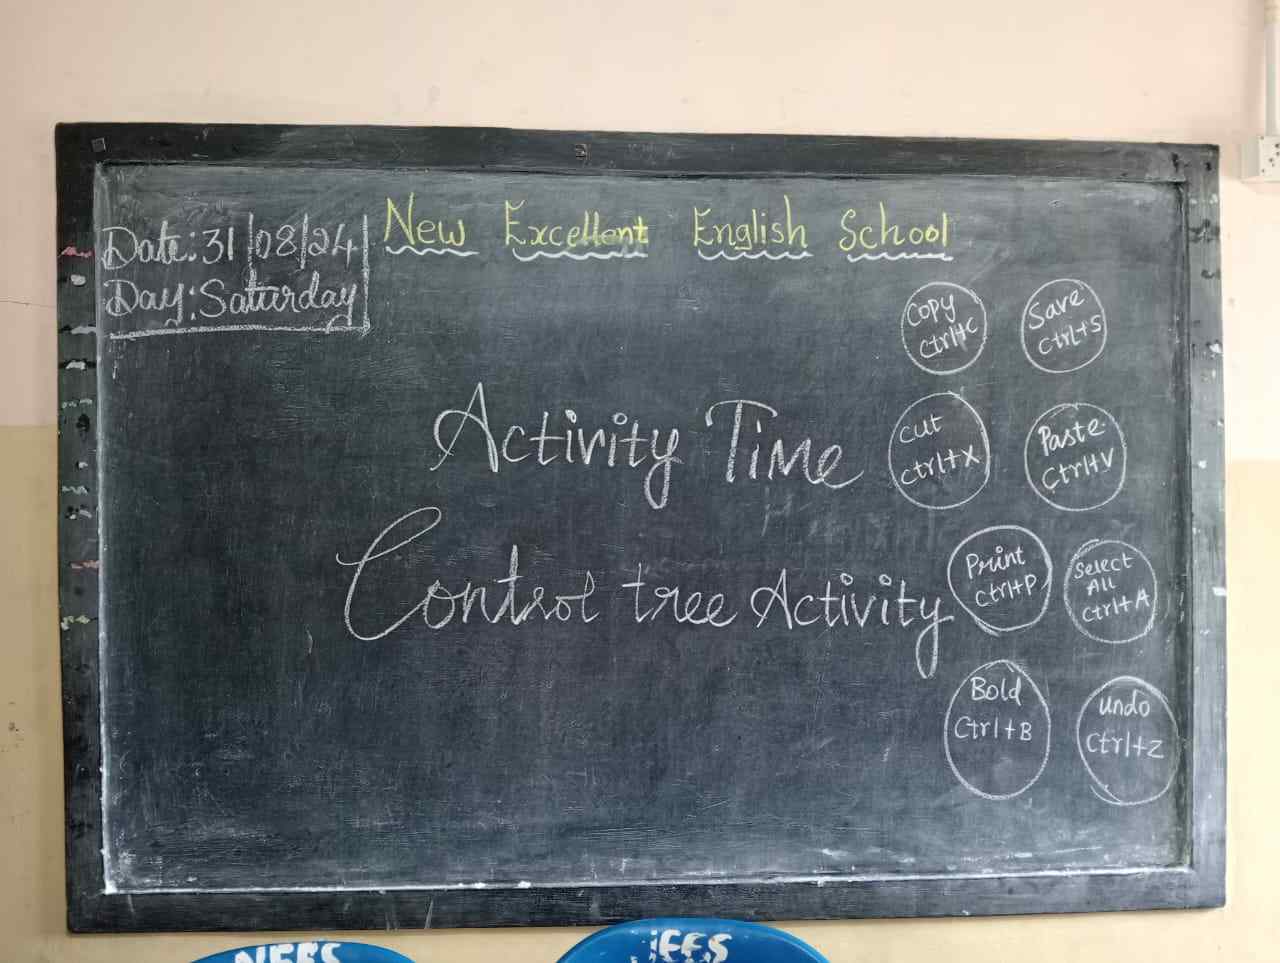 New Excellent English School
Date: 31/08/24
Day: Saturday
Copy
Ctrl+C
Save
Ctrl+S
Activity Time
cut
ctrl+X
Paste
Ctrl+V
Control tree Activity
Print
Ctrl+P
Select
All
Ctrl+A
Bold
Ctrl+B
Undo
Ctrl+Z
NEES